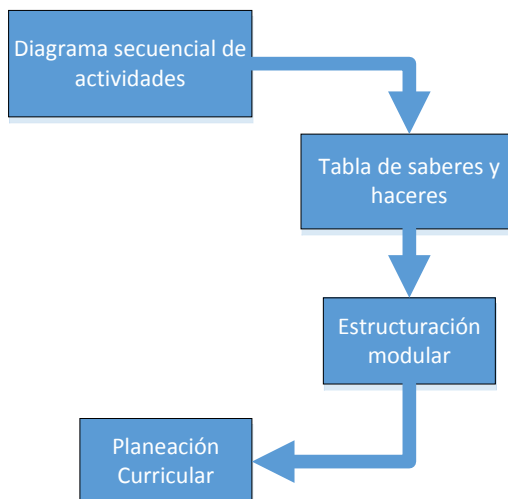 Diagrama secuencial de
actividades
Tabla de saberes y
haceres
Estructuración
modular
Planeación
Curricular